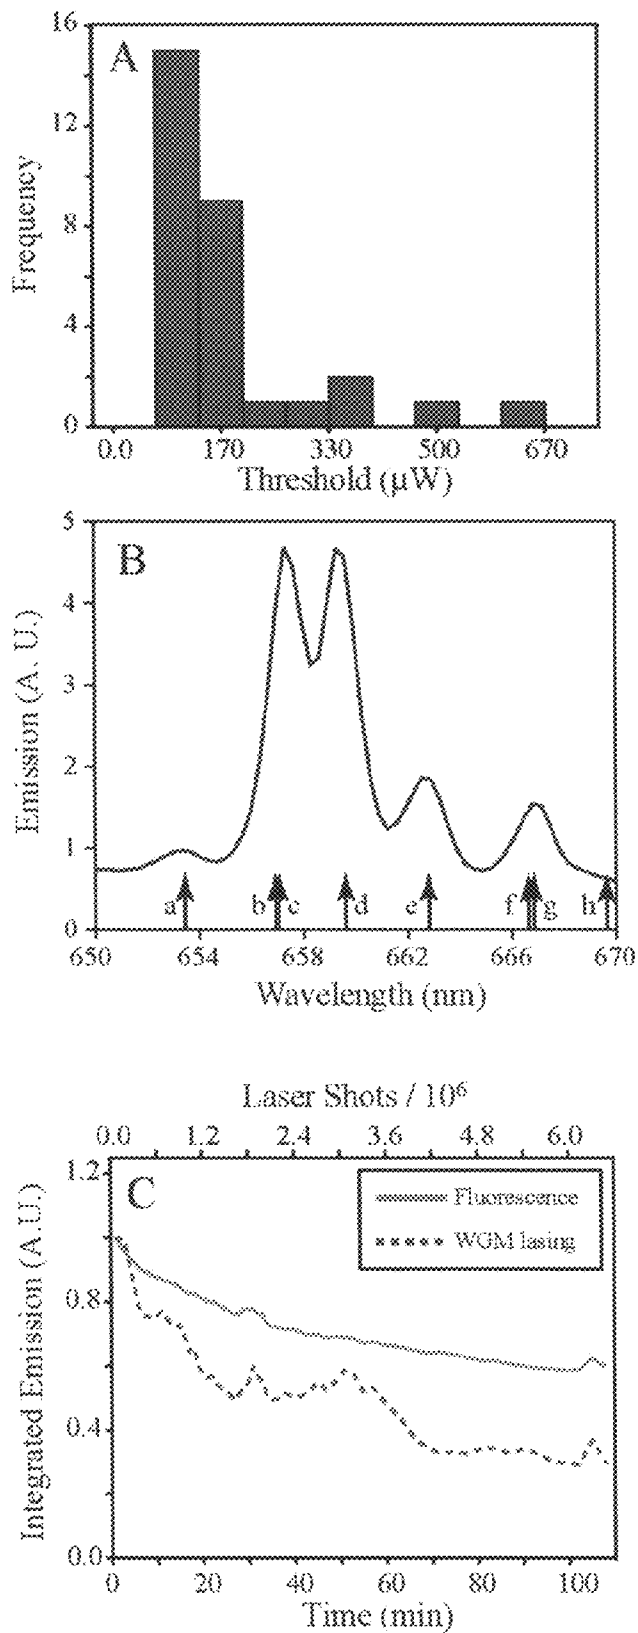 A
16
12
8
4
0
Frequency
0.0 170 330 500 670
Threshold (µW)
B
5
4
3
2
1
0
Emission (A. U.)
a b c d e f g h
650 654 658 662 666 670
Wavelength (nm)
Laser Shots / 10⁶
0.0 1.2 2.4 3.6 4.8 6.0
C
1.2
0.8
0.4
0.0
Integrated Emission (A.U.)
Fluorescence
WGM lasing
0 20 40 60 80 100
Time (min)